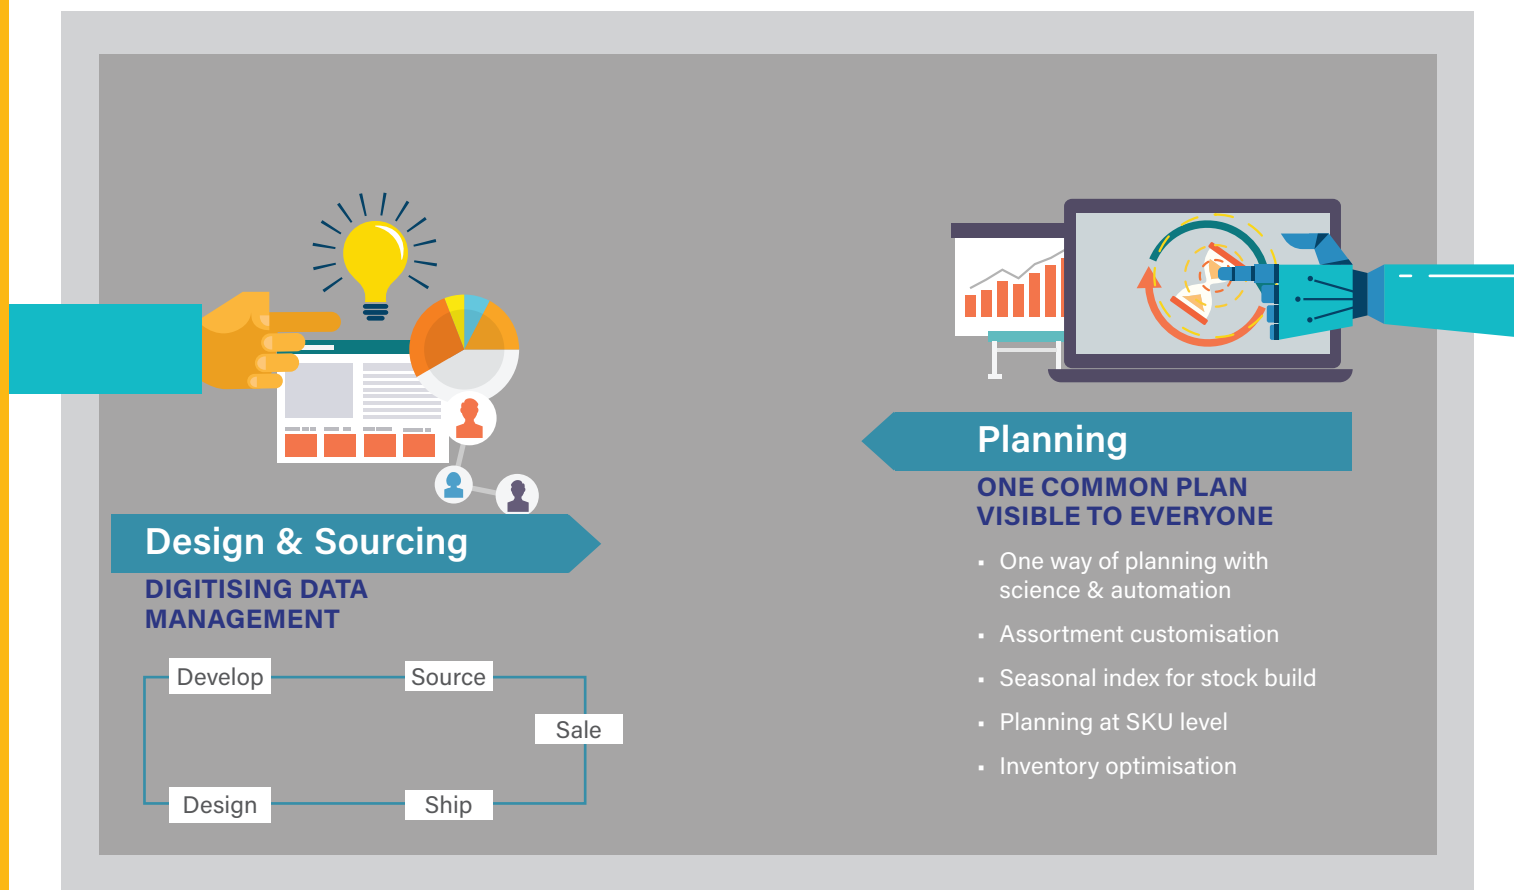 Design & Sourcing
DIGITISING DATA
MANAGEMENT
Develop
Source
Sale
Design
Ship
Planning
ONE COMMON PLAN
VISIBLE TO EVERYONE
▪ One way of planning with
science & automation
▪ Assortment customisation
▪ Seasonal index for stock build
▪ Planning at SKU level
▪ Inventory optimisation